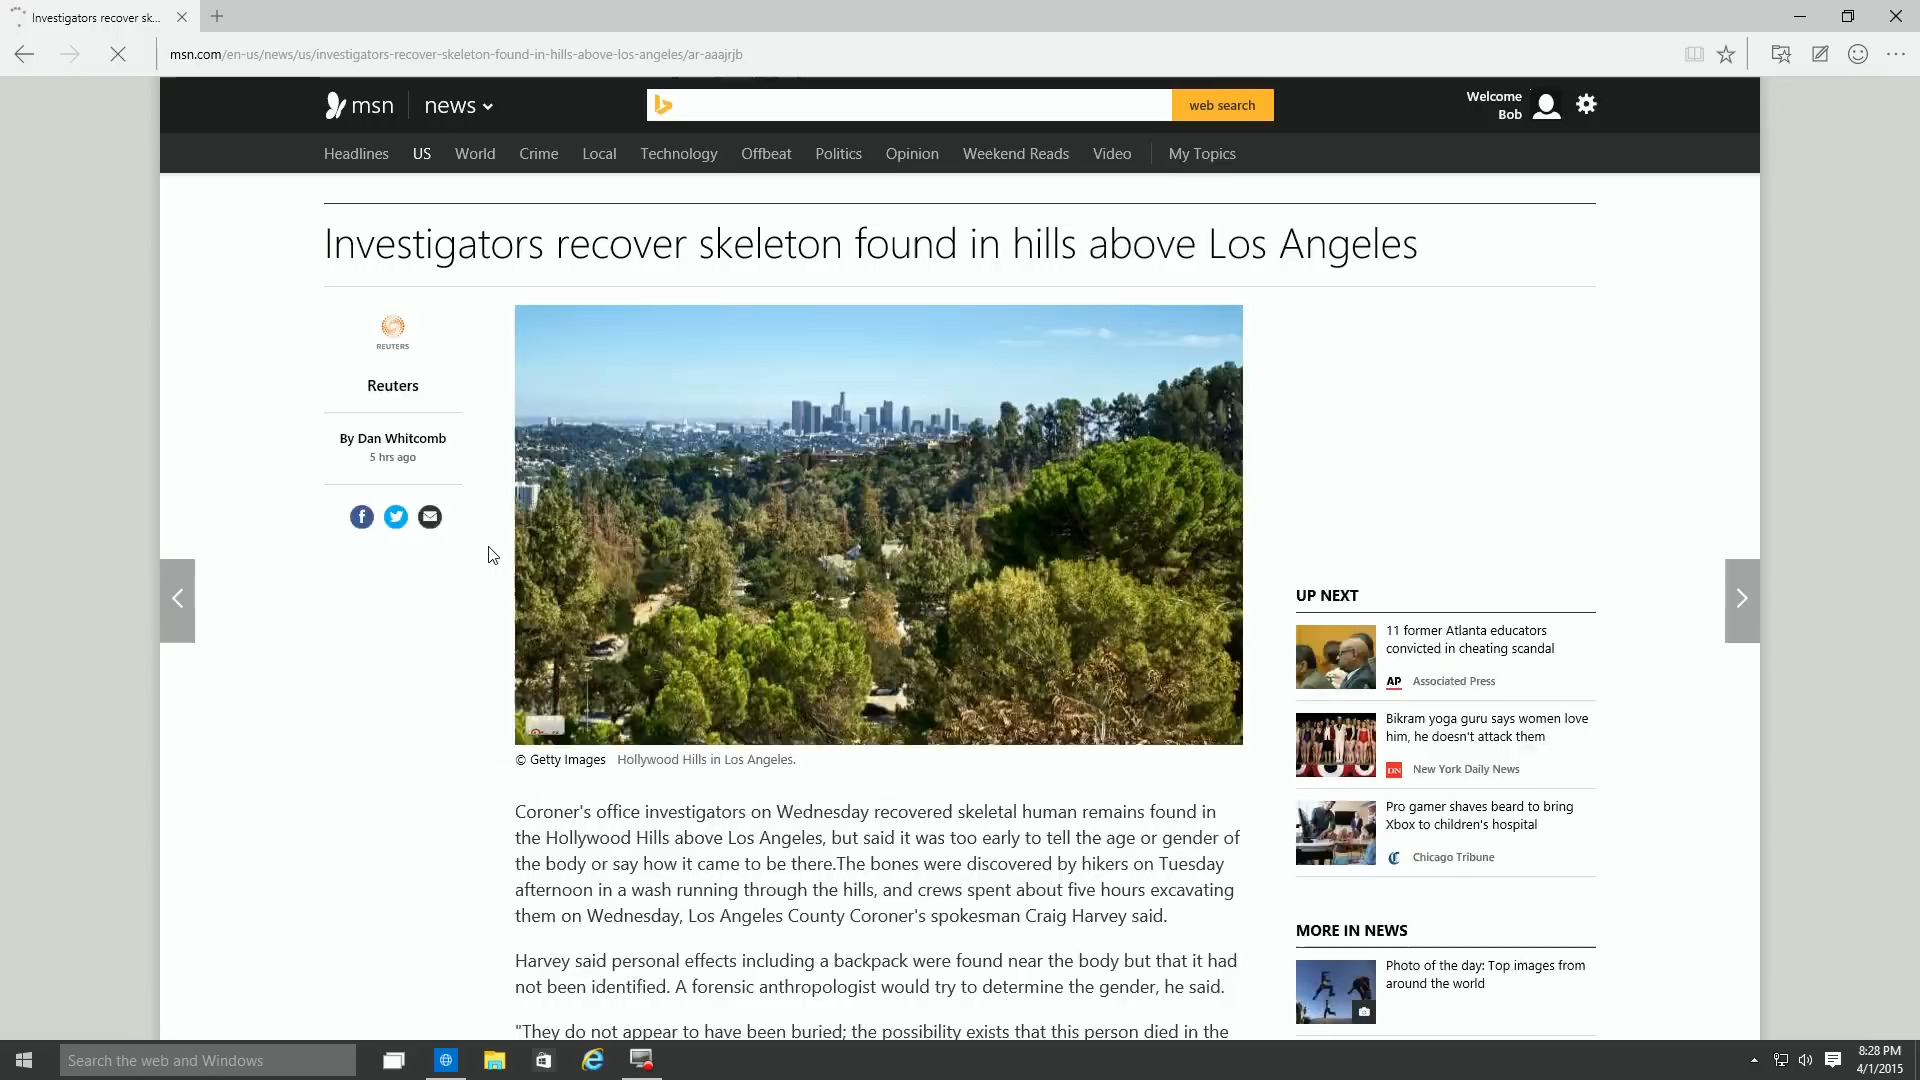 Investigators recover sk...
msn.com/en-us/news/us/investigators-recover-skeleton-found-in-hills-above-los-angeles/ar-aaajrjb
msn
news
web search
Welcome
Bob
Headlines US World Crime Local Technology Offbeat Politics Opinion Weekend Reads Video My Topics
Investigators recover skeleton found in hills above Los Angeles
REUTERS
Reuters
By Dan Whitcomb
5 hrs ago
© Getty Images Hollywood Hills in Los Angeles.
Coroner's office investigators on Wednesday recovered skeletal human remains found in
the Hollywood Hills above Los Angeles, but said it was too early to tell the age or gender of
the body or say how it came to be there.The bones were discovered by hikers on Tuesday
afternoon in a wash running through the hills, and crews spent about five hours excavating
them on Wednesday, Los Angeles County Coroner's spokesman Craig Harvey said.
Harvey said personal effects including a backpack were found near the body but that it had
not been identified. A forensic anthropologist would try to determine the gender, he said.
"They do not appear to have been buried; the possibility exists that this person died in the
UP NEXT
11 former Atlanta educators
convicted in cheating scandal
AP Associated Press
Bikram yoga guru says women love
him, he doesn't attack them
DN New York Daily News
Pro gamer shaves beard to bring
Xbox to children's hospital
Chicago Tribune
MORE IN NEWS
Photo of the day: Top images from
around the world
Search the web and Windows
8:28 PM
4/1/2015